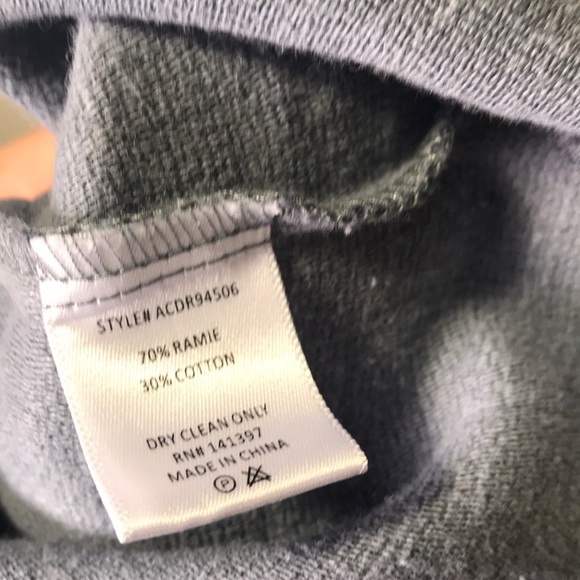 STYLE# ACDR94506
70% RAMIE
30% COTTON
DRY CLEAN ONLY
RN# 141397
MADE IN CHINA
P